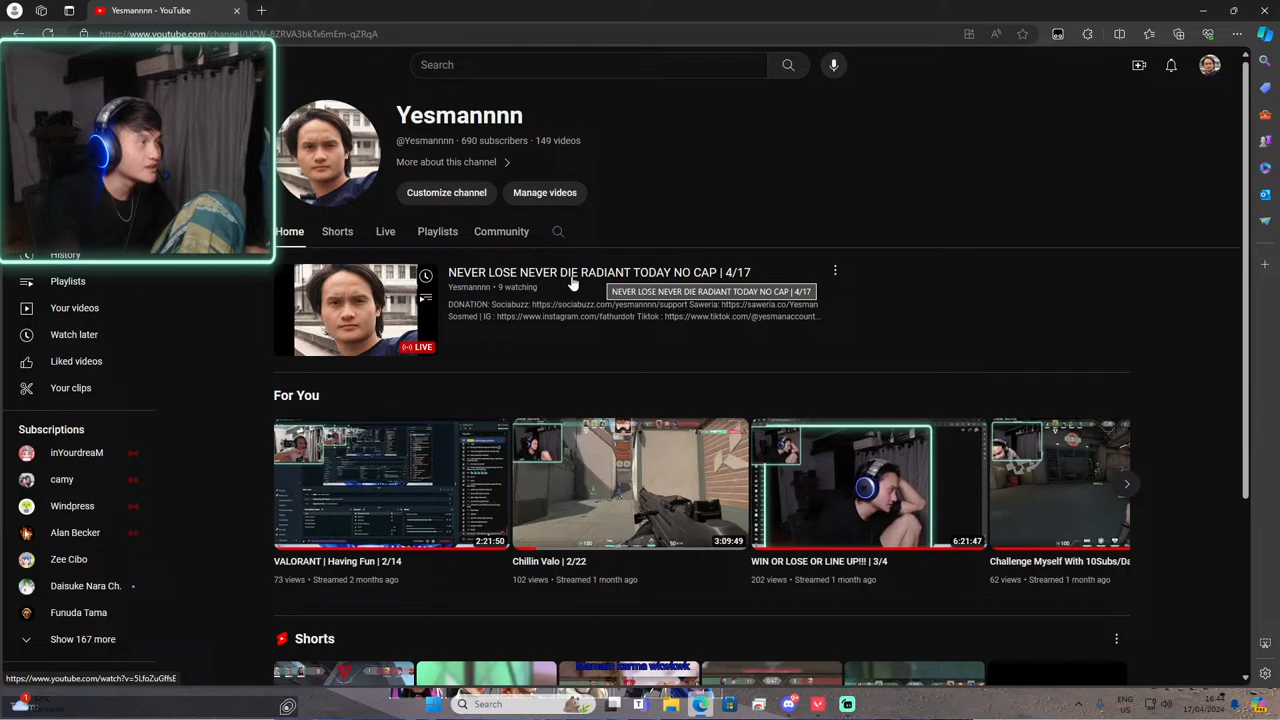 Yesmannnn - YouTube
https://www.youtube.com/channel/UCW-8ZRVA3bkTx6mEm-qZRqA
Search
Yesmannnn
@Yesmannnn · 690 subscribers · 149 videos
More about this channel
Customize channel
Manage videos
Home
Shorts
Live
Playlists
Community
NEVER LOSE NEVER DIE RADIANT TODAY NO CAP | 4/17
Yesmannnn • 9 watching
NEVER LOSE NEVER DIE RADIANT TODAY NO CAP | 4/17
DONATION: Sociabuzz: https://sociabuzz.com/yesmannnn/support Saweria: https://saweria.co/Yesman
Sosmed | IG : https://www.instagram.com/fathurdotr Tiktok : https://www.tiktok.com/@yesmanaccount...
LIVE
History
Playlists
Your videos
Watch later
Liked videos
Your clips
Subscriptions
inYourdreaM
camy
Windpress
Alan Becker
Zee Cibo
Daisuke Nara Ch.
Funuda Tama
Show 167 more
For You
2:21:50
3:09:49
6:21:47
VALORANT | Having Fun | 2/14
73 views • Streamed 2 months ago
Chillin Valo | 2/22
102 views • Streamed 1 month ago
WIN OR LOSE OR LINE UP!!! | 3/4
202 views • Streamed 1 month ago
Challenge Myself With 10Subs/Da
62 views • Streamed 1 month ago
Shorts
Mamam karma wkwkwk
https://www.youtube.com/watch?v=5LfoZuGffsE
Search
ENG
US
16:44
17/04/2024